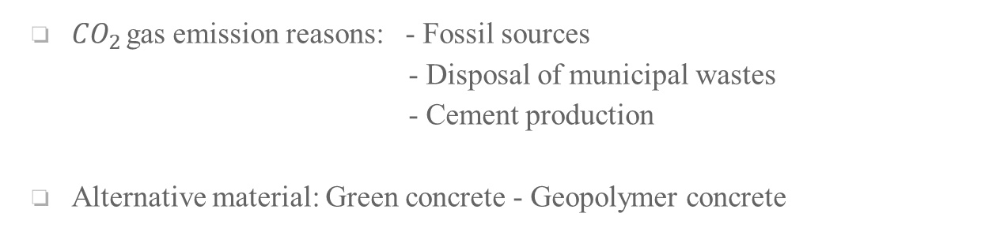 ❑ CO₂ gas emission reasons: - Fossil sources
- Disposal of municipal wastes
- Cement production
❑ Alternative material: Green concrete - Geopolymer concrete